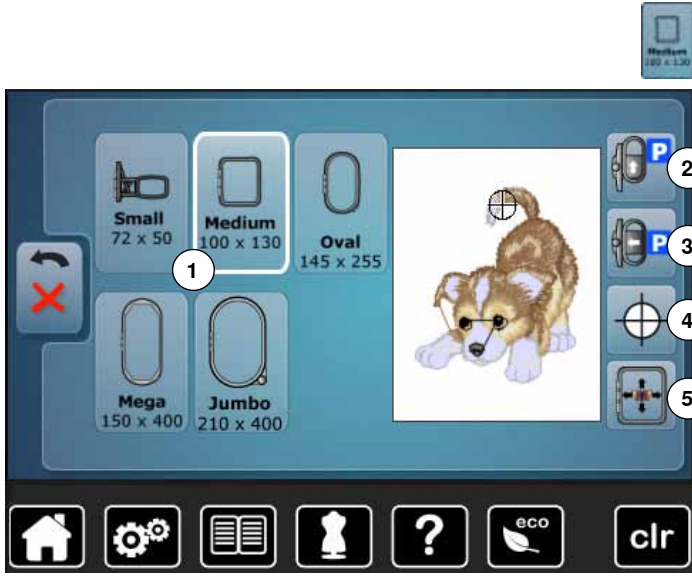 Medium
100 x 130
Small
72 x 50
Medium
100 x 130
Oval
145 x 255
1
Mega
150 x 400
Jumbo
210 x 400
P
2
P
3
4
5
?
eco
clr